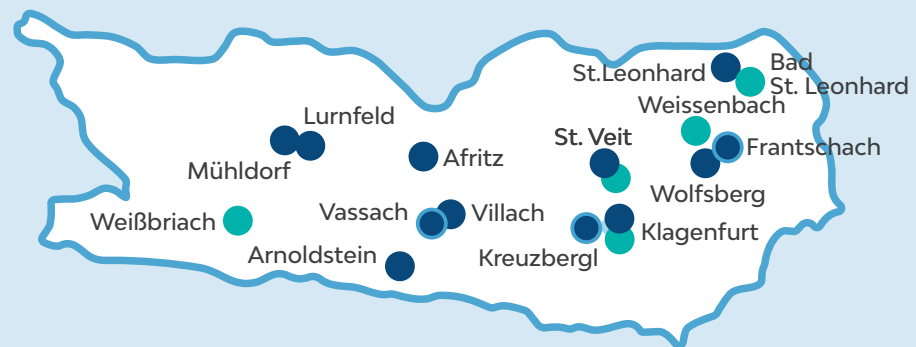 St.Leonhard
Bad
St. Leonhard
Weissenbach
Lurnfeld
St. Veit
Frantschach
Afritz
Mühldorf
Wolfsberg
Weißbriach
Vassach
Villach
Klagenfurt
Arnoldstein
Kreuzbergl